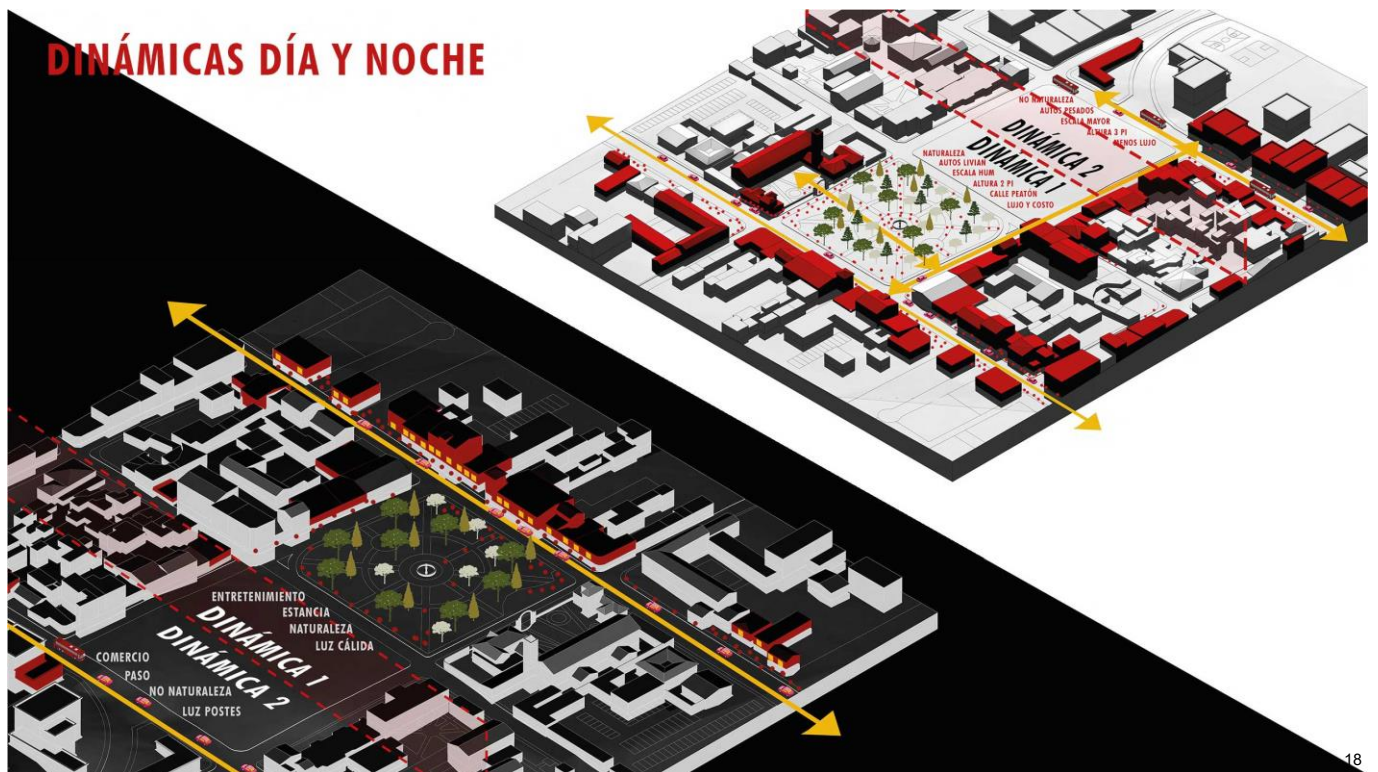 DINÁMICAS DÍA Y NOCHE
NO NATURALEZA
AUTOS PESADOS
ESCALA MAYOR
ALTURA 3 PI
MENOS LUJO
DINÁMICA 2
DINÁMICA 1
NATURALEZA
AUTOS LIVIAN
ESCALA HUM
ALTURA 2 PI
CALLE PEATÓN
LUJO Y COSTO
ENTRETENIMIENTO
ESTANCIA
NATURALEZA
LUZ CÁLIDA
DINÁMICA 1
DINÁMICA 2
COMERCIO
PASO
NO NATURALEZA
LUZ POSTES
18